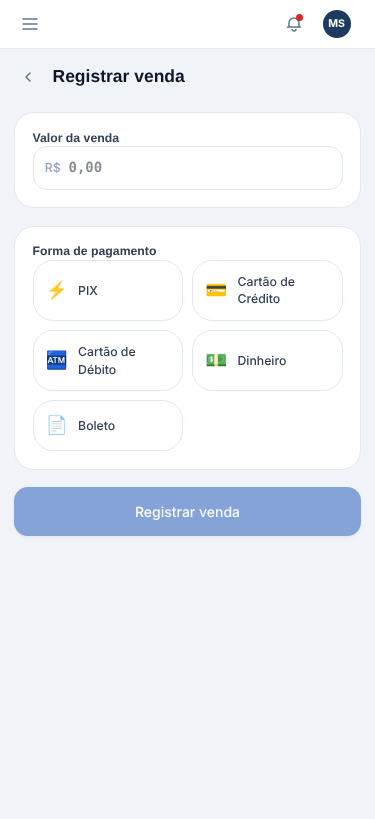 MS
Registrar venda
Valor da venda
R$ 0,00
Forma de pagamento
PIX
Cartão de
Crédito
ATM
Cartão de
Débito
Dinheiro
Boleto
Registrar venda